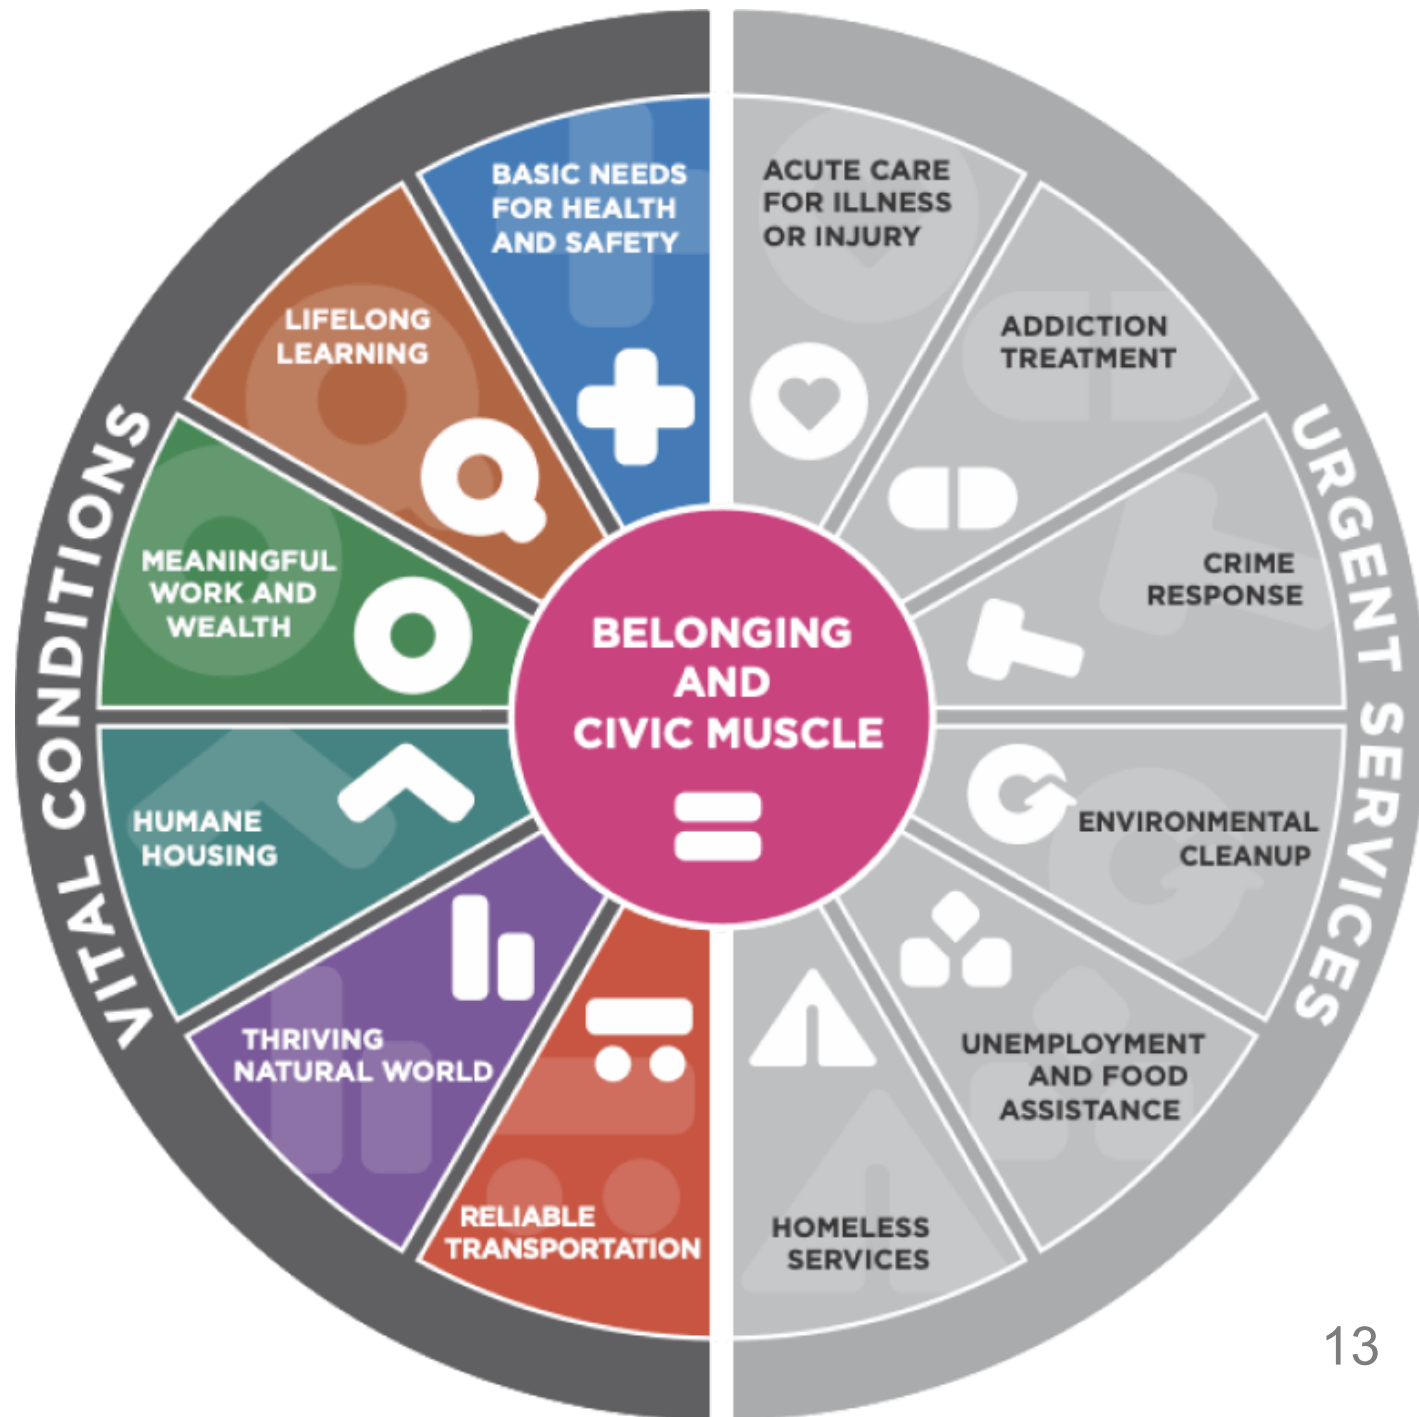 VITAL CONDITIONS
BASIC NEEDS
FOR HEALTH
AND SAFETY
LIFELONG
LEARNING
MEANINGFUL
WORK AND
WEALTH
HUMANE
HOUSING
THRIVING
NATURAL WORLD
RELIABLE
TRANSPORTATION
BELONGING
AND
CIVIC MUSCLE
URGENT SERVICES
ACUTE CARE
FOR ILLNESS
OR INJURY
ADDICTION
TREATMENT
CRIME
RESPONSE
ENVIRONMENTAL
CLEANUP
UNEMPLOYMENT
AND FOOD
ASSISTANCE
HOMELESS
SERVICES
13